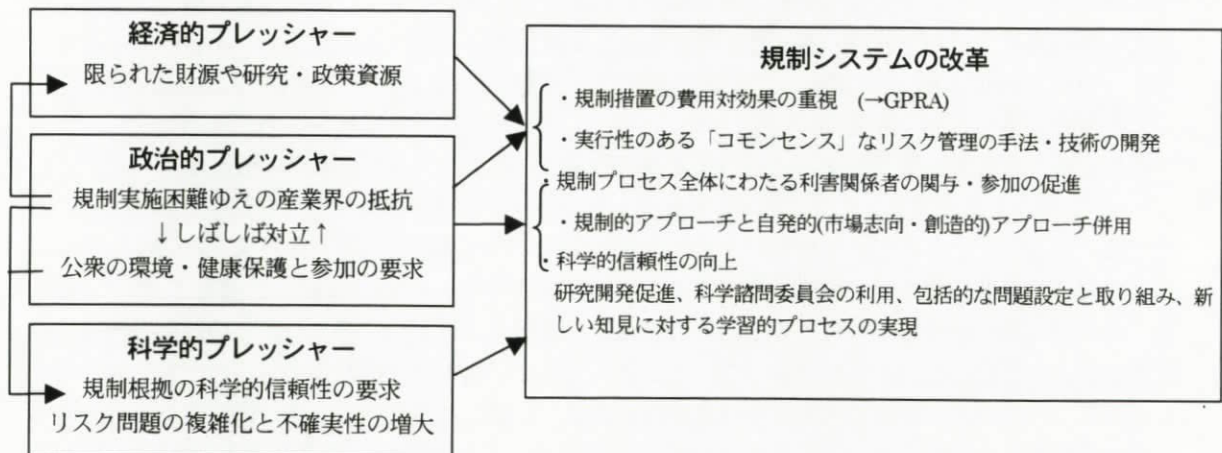 経済的プレッシャー
限られた財源や研究・政策資源
政治的プレッシャー
規制実施困難ゆえの産業界の抵抗
↓しばしば対立↑
公衆の環境・健康保護と参加の要求
科学的プレッシャー
規制根拠の科学的信頼性の要求
リスク問題の複雑化と不確実性の増大
規制システムの改革
・規制措置の費用対効果の重視 (→GPRA)
・実行性のある「コモンセンス」なリスク管理の手法・技術の開発
・規制プロセス全体にわたる利害関係者の関与・参加の促進
・規制的アプローチと自発的(市場志向・創造的)アプローチ併用
・科学的信頼性の向上
研究開発促進、科学諮問委員会の利用、包括的な問題設定と取り組み、新
しい知見に対する学習的プロセスの実現